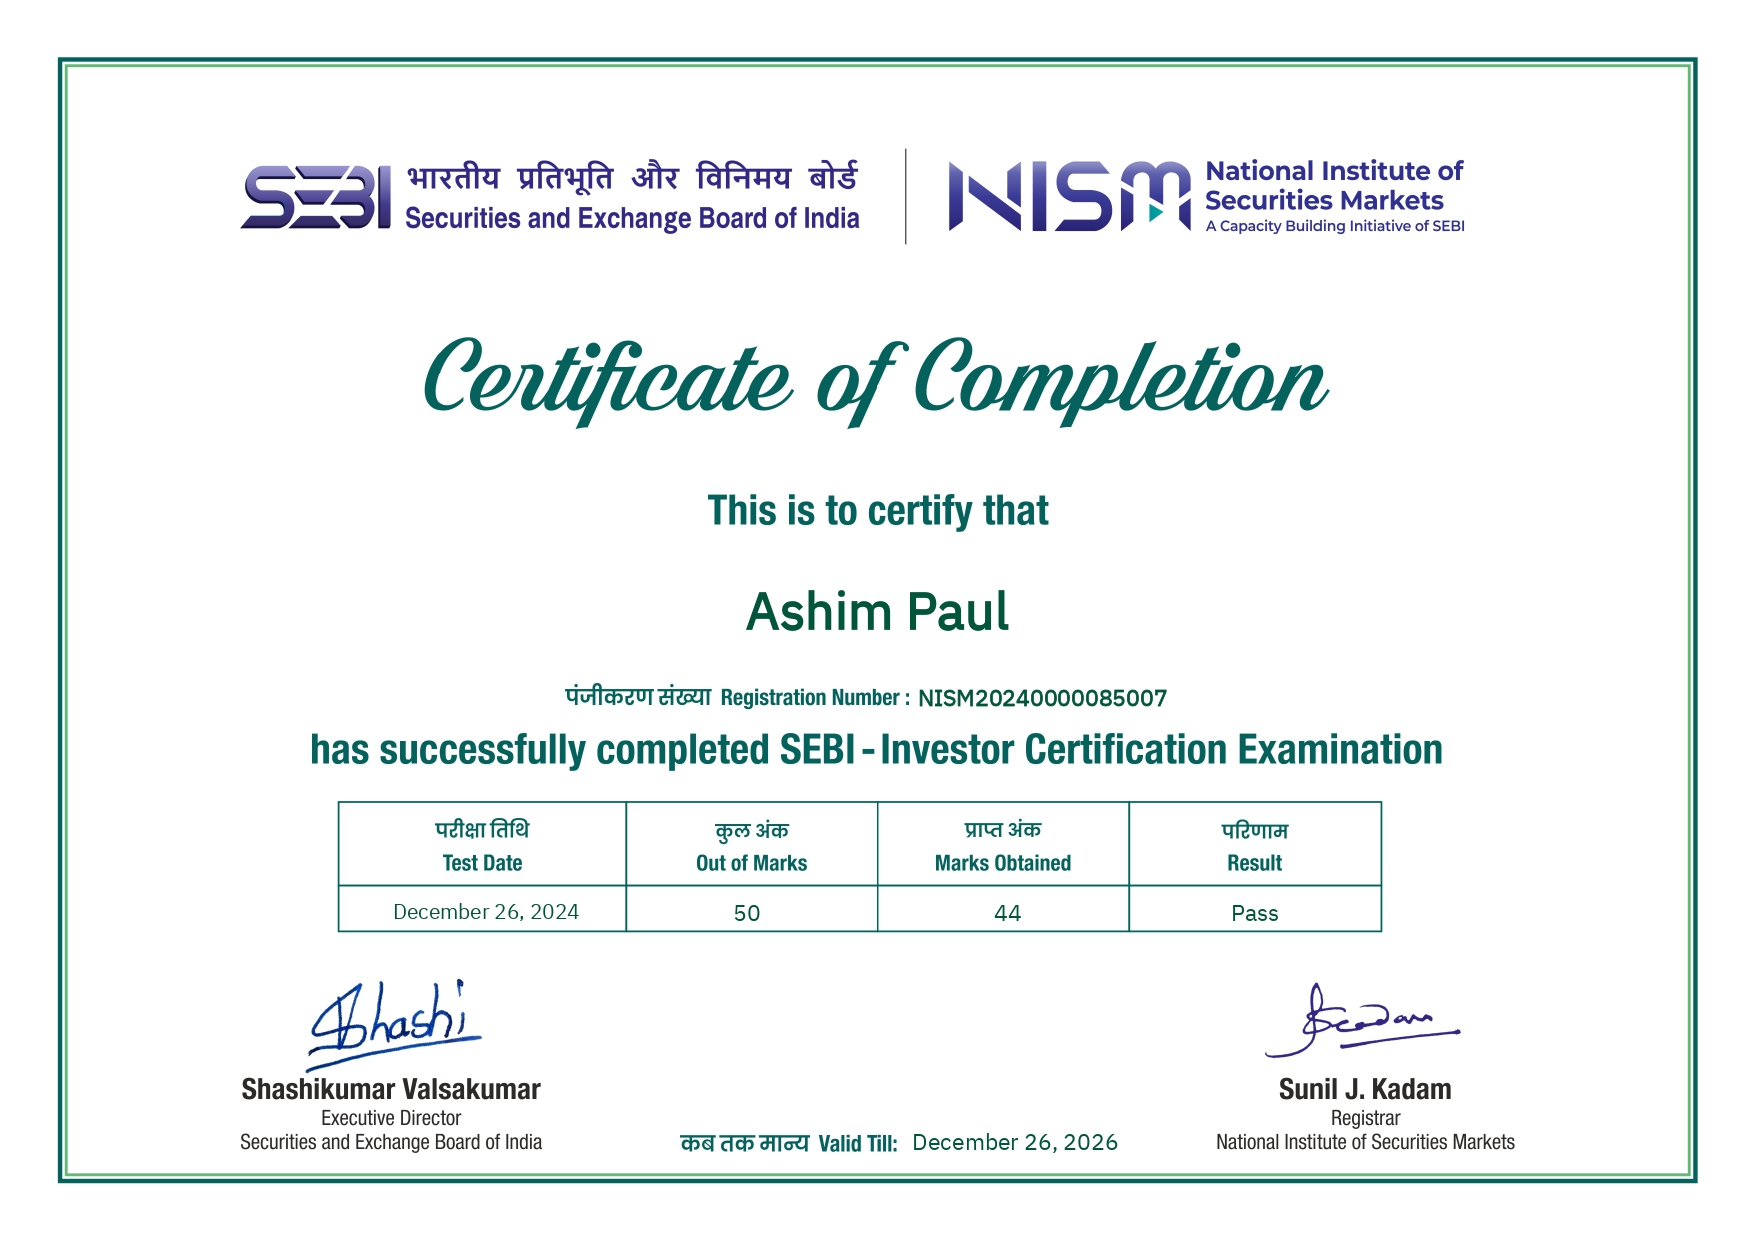 SEBI भारतीय प्रतिभूति और विनिमय बोर्ड
Securities and Exchange Board of India
NISM National Institute of
Securities Markets
A Capacity Building Initiative of SEBI
Certificate of Completion
This is to certify that
Ashim Paul
पंजीकरण संख्या Registration Number : NISM20240000085007
has successfully completed SEBI - Investor Certification Examination
परीक्षा तिथि कुल अंक प्राप्त अंक परिणाम
Test Date Out of Marks Marks Obtained Result
December 26, 2024 50 44 Pass
Shashi
Skadam
Shashikumar Valsakumar
Executive Director
Securities and Exchange Board of India
कब तक मान्य Valid Till: December 26, 2026
Sunil J. Kadam
Registrar
National Institute of Securities Markets